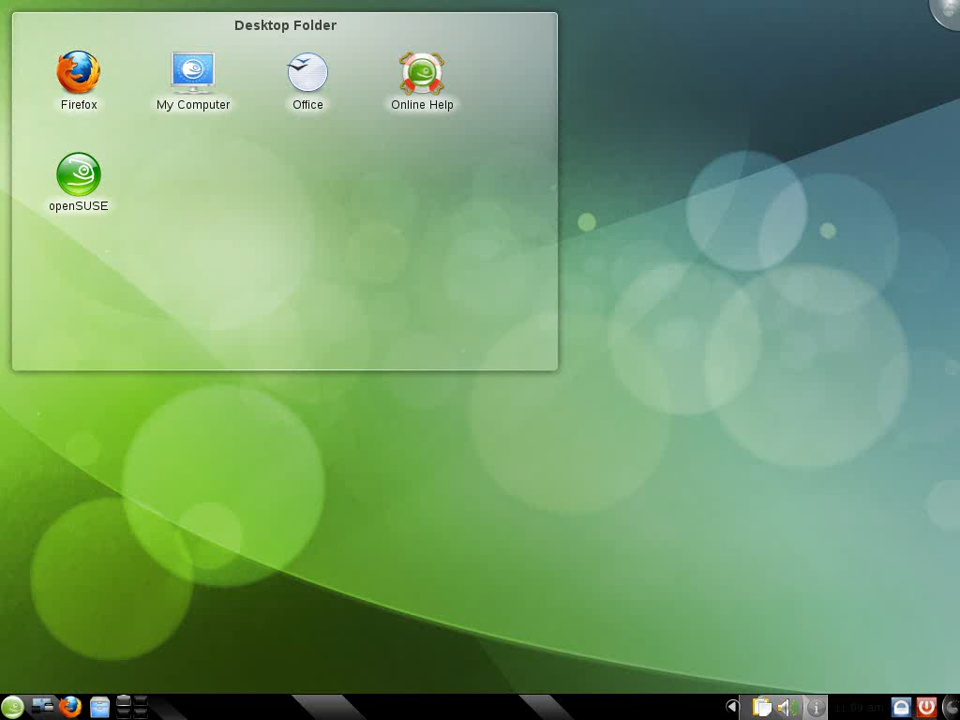 Desktop Folder
Firefox
My Computer
Office
Online Help
openSUSE